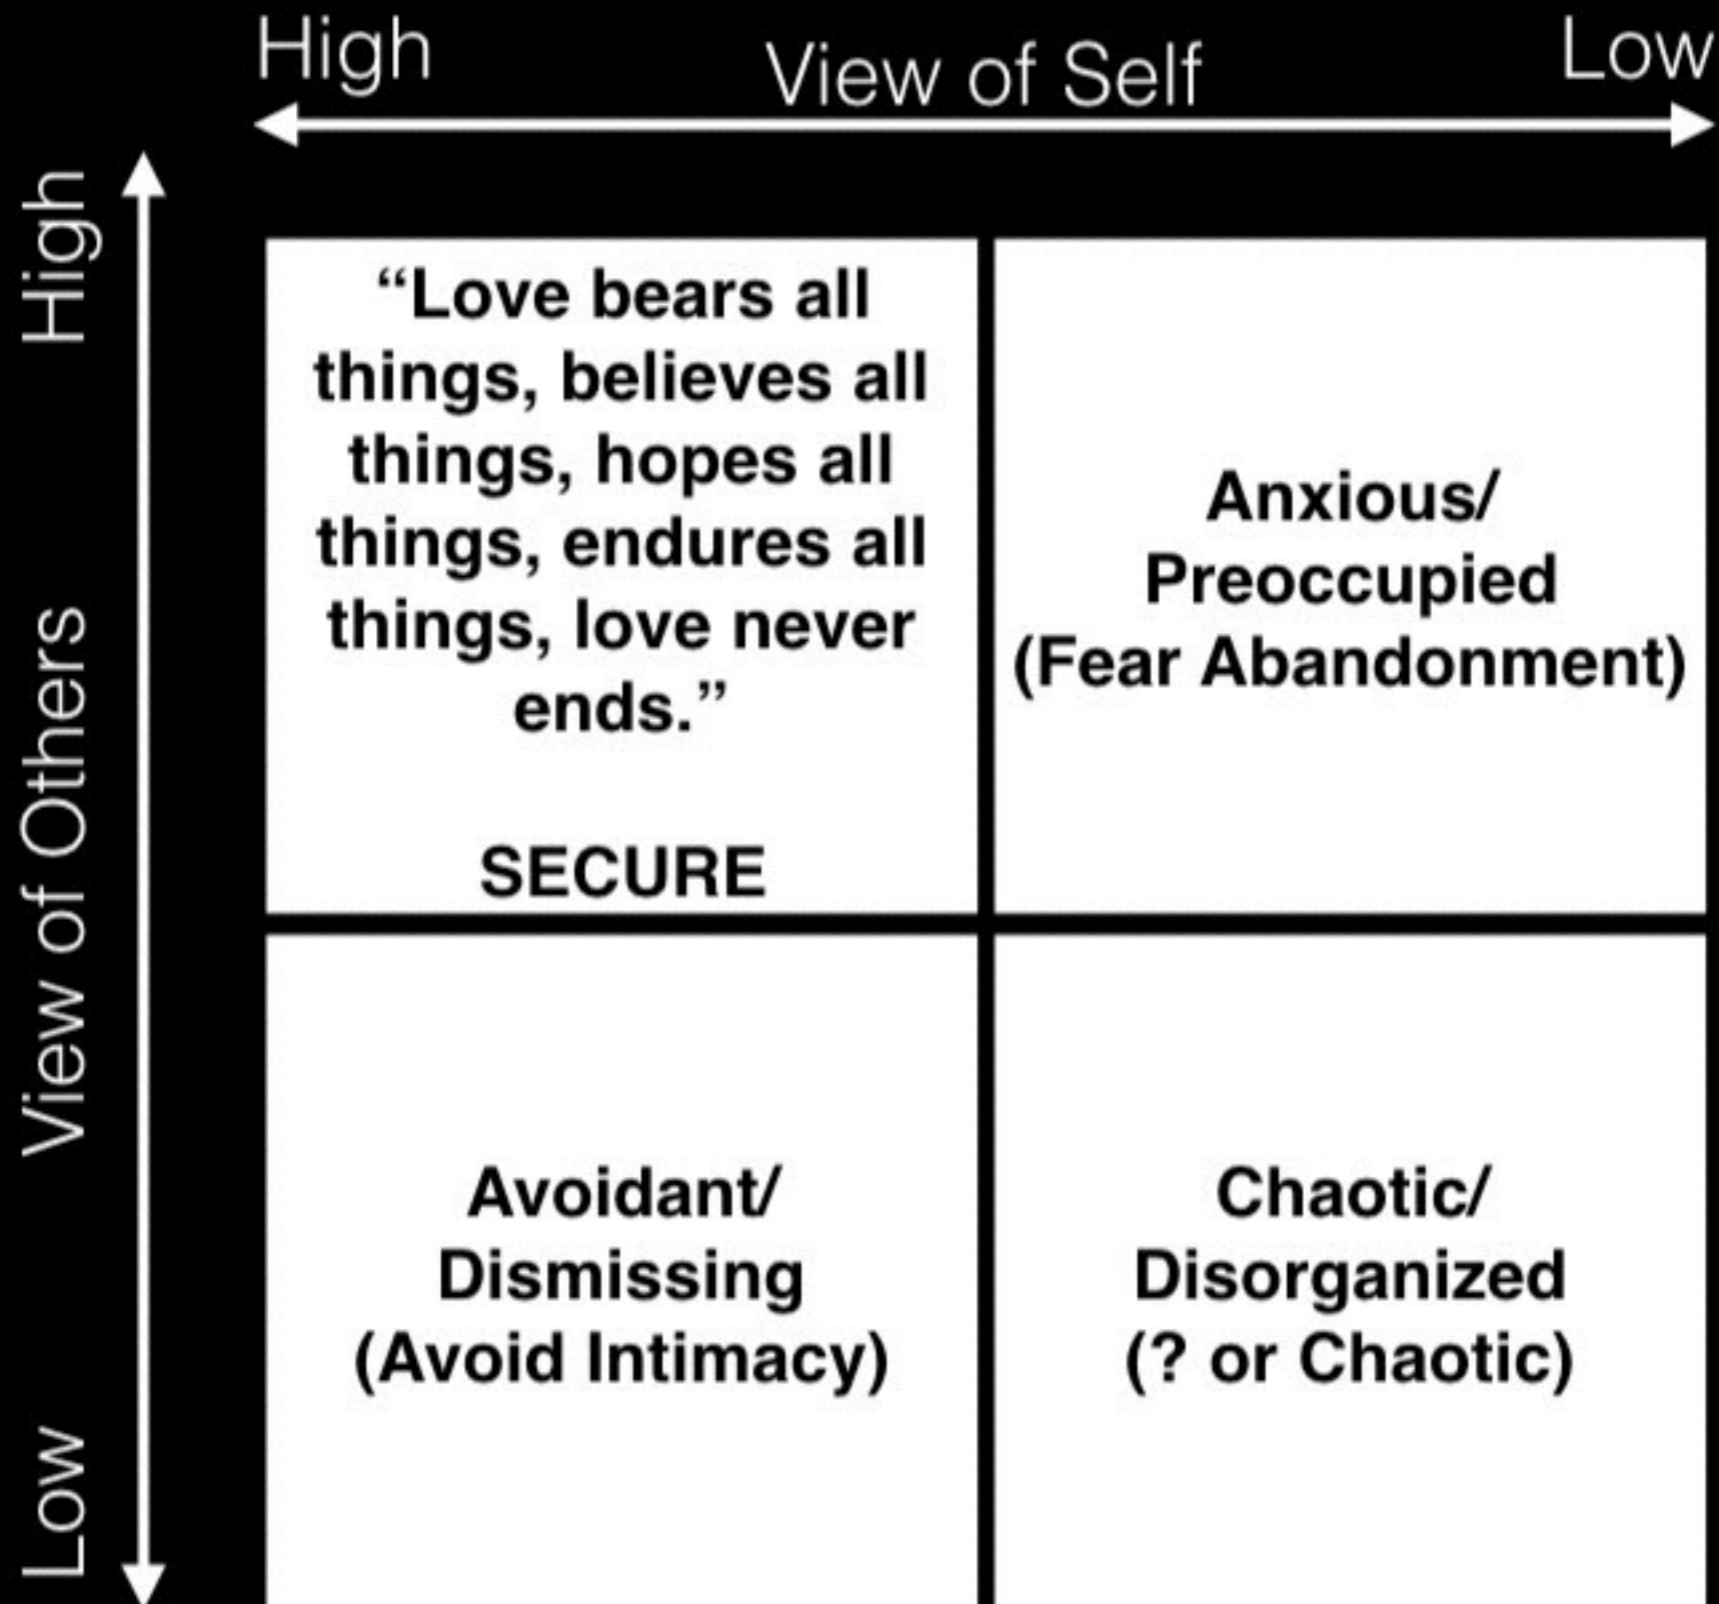 High
View of Self
Low
High
View of Others
Low
“Love bears all
things, believes all
things, hopes all
things, endures all
things, love never
ends.”
SECURE
Anxious/
Preoccupied
(Fear Abandonment)
Avoidant/
Dismissing
(Avoid Intimacy)
Chaotic/
Disorganized
(? or Chaotic)